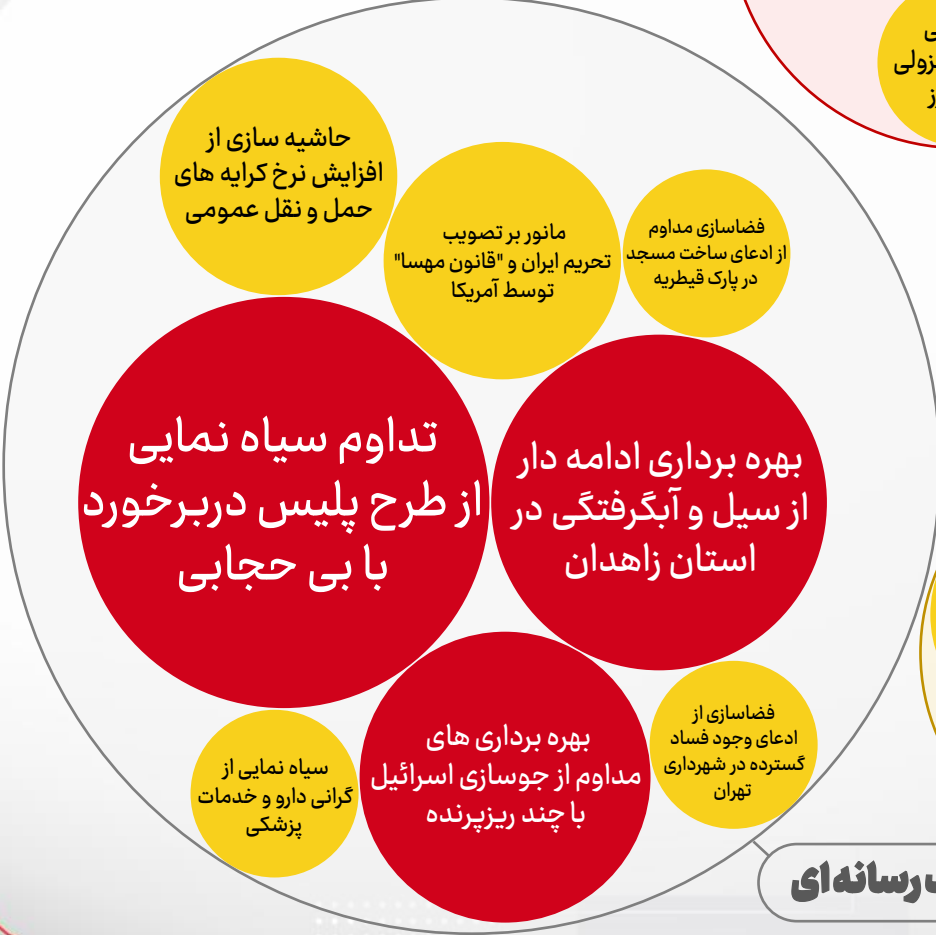 حاشیه سازی از
افزایش نرخ کرایه های
حمل و نقل عمومی
مانور بر تصویب
تحریم ایران و "قانون مهسا"
توسط آمریکا
فضاسازی مداوم
از ادعای ساخت مسجد
در پارک قیطریه
تداوم سیاه نمایی
از طرح پلیس دربرخورد
با بی حجابی
بهره برداری ادامه دار
از سیل و آبگرفتگی در
استان زاهدان
بهره برداری های
مداوم از جوسازی اسرائیل
با چند ریزپرنده
فضاسازی از
ادعای وجود فساد
گسترده در شهرداری
تهران
سیاه نمایی از
گرانی دارو و خدمات
پزشکی
رسانه‌ای